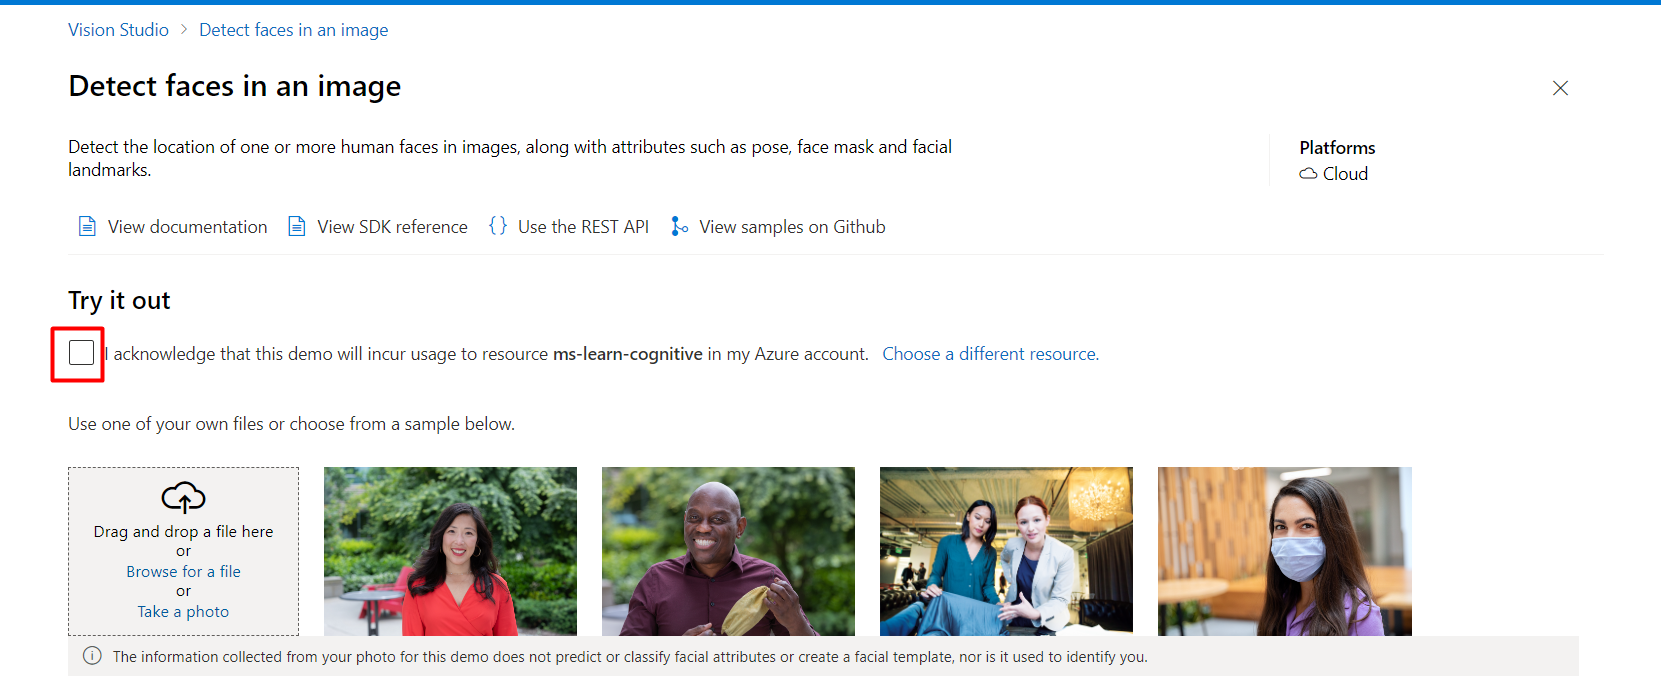 Vision Studio > Detect faces in an image
Detect faces in an image
Detect the location of one or more human faces in images, along with attributes such as pose, face mask and facial
landmarks.
Platforms
Cloud
View documentation View SDK reference {} Use the REST API View samples on Github
Try it out
I acknowledge that this demo will incur usage to resource ms-learn-cognitive in my Azure account. Choose a different resource.
Use one of your own files or choose from a sample below.
Drag and drop a file here
or
Browse for a file
or
Take a photo
The information collected from your photo for this demo does not predict or classify facial attributes or create a facial template, nor is it used to identify you.